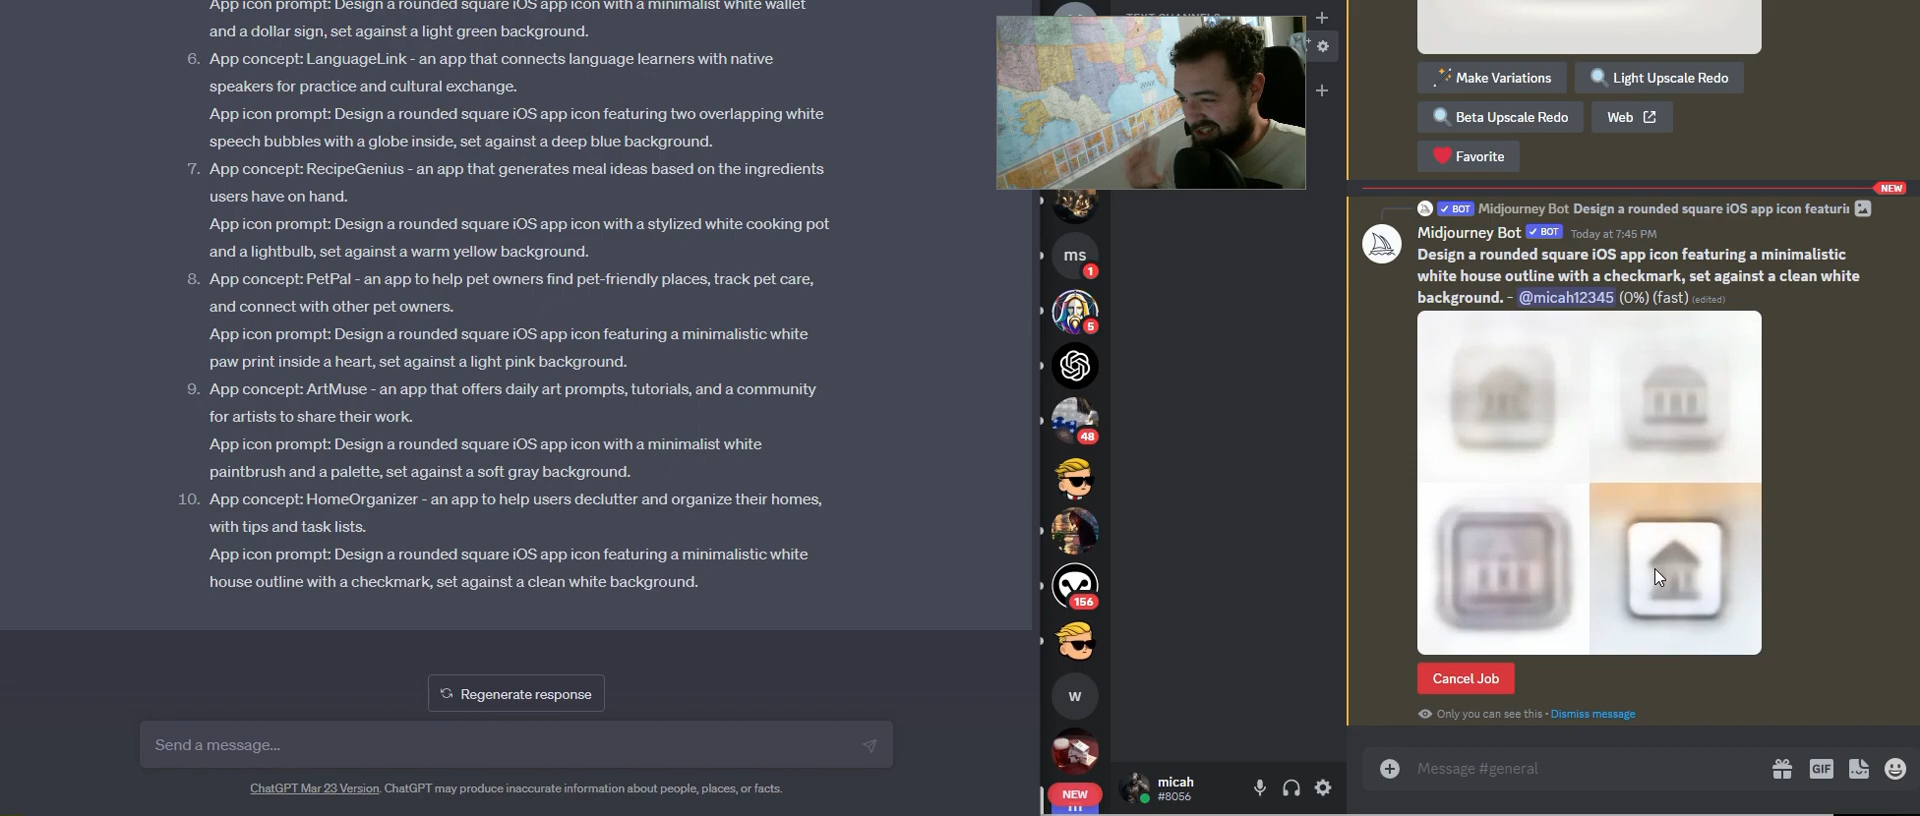 App icon prompt: Design a rounded square iOS app icon with a minimalist white wallet
and a dollar sign, set against a light green background.
6. App concept: LanguageLink - an app that connects language learners with native
speakers for practice and cultural exchange.
App icon prompt: Design a rounded square iOS app icon featuring two overlapping white
speech bubbles with a globe inside, set against a deep blue background.
7. App concept: RecipeGenius - an app that generates meal ideas based on the ingredients
users have on hand.
App icon prompt: Design a rounded square iOS app icon with a stylized white cooking pot
and a lightbulb, set against a warm yellow background.
8. App concept: PetPal - an app to help pet owners find pet-friendly places, track pet care,
and connect with other pet owners.
App icon prompt: Design a rounded square iOS app icon featuring a minimalistic white
paw print inside a heart, set against a light pink background.
9. App concept: ArtMuse - an app that offers daily art prompts, tutorials, and a community
for artists to share their work.
App icon prompt: Design a rounded square iOS app icon with a minimalist white
paintbrush and a palette, set against a soft gray background.
10. App concept: HomeOrganizer - an app to help users declutter and organize their homes,
with tips and task lists.
App icon prompt: Design a rounded square iOS app icon featuring a minimalistic white
house outline with a checkmark, set against a clean white background.
Regenerate response
Send a message...
ChatGPT Mar 23 Version. ChatGPT may produce inaccurate information about people, places, or facts.
ms
1
5
48
156
W
NEW
micah
#8056
Make Variations
Light Upscale Redo
Beta Upscale Redo
Web
Favorite
NEW
BOT Midjourney Bot Design a rounded square iOS app icon featuri
Midjourney Bot BOT Today at 7:45 PM
Design a rounded square iOS app icon featuring a minimalistic
white house outline with a checkmark, set against a clean white
background. - @micah12345 (0%) (fast) (edited)
Cancel Job
Only you can see this • Dismiss message
Message #general
GIF